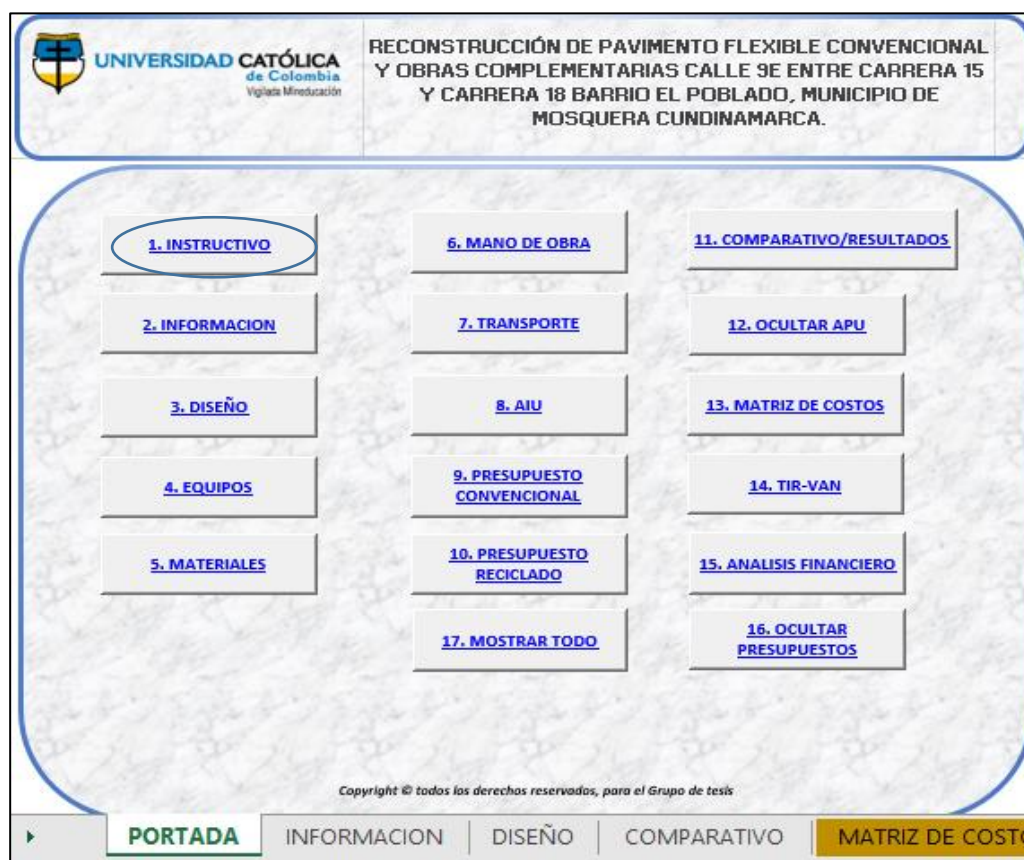 UNIVERSIDAD CATÓLICA
de Colombia
Vigilada Mineducación
RECONSTRUCCIÓN DE PAVIMENTO FLEXIBLE CONVENCIONAL
Y OBRAS COMPLEMENTARIAS CALLE 9E ENTRE CARRERA 15
Y CARRERA 18 BARRIO EL POBLADO, MUNICIPIO DE
MOSQUERA CUNDINAMARCA.
1. INSTRUCTIVO
2. INFORMACION
3. DISEÑO
4. EQUIPOS
5. MATERIALES
6. MANO DE OBRA
7. TRANSPORTE
8. AIU
9. PRESUPUESTO
CONVENCIONAL
10. PRESUPUESTO
RECICLADO
17. MOSTRAR TODO
11. COMPARATIVO/RESULTADOS
12. OCULTAR APU
13. MATRIZ DE COSTOS
14. TIR-VAN
15. ANALISIS FINANCIERO
16. OCULTAR
PRESUPUESTOS
Copyright © todos los derechos reservados, para el Grupo de tesis
PORTADA INFORMACION DISEÑO COMPARATIVO MATRIZ DE COSTO